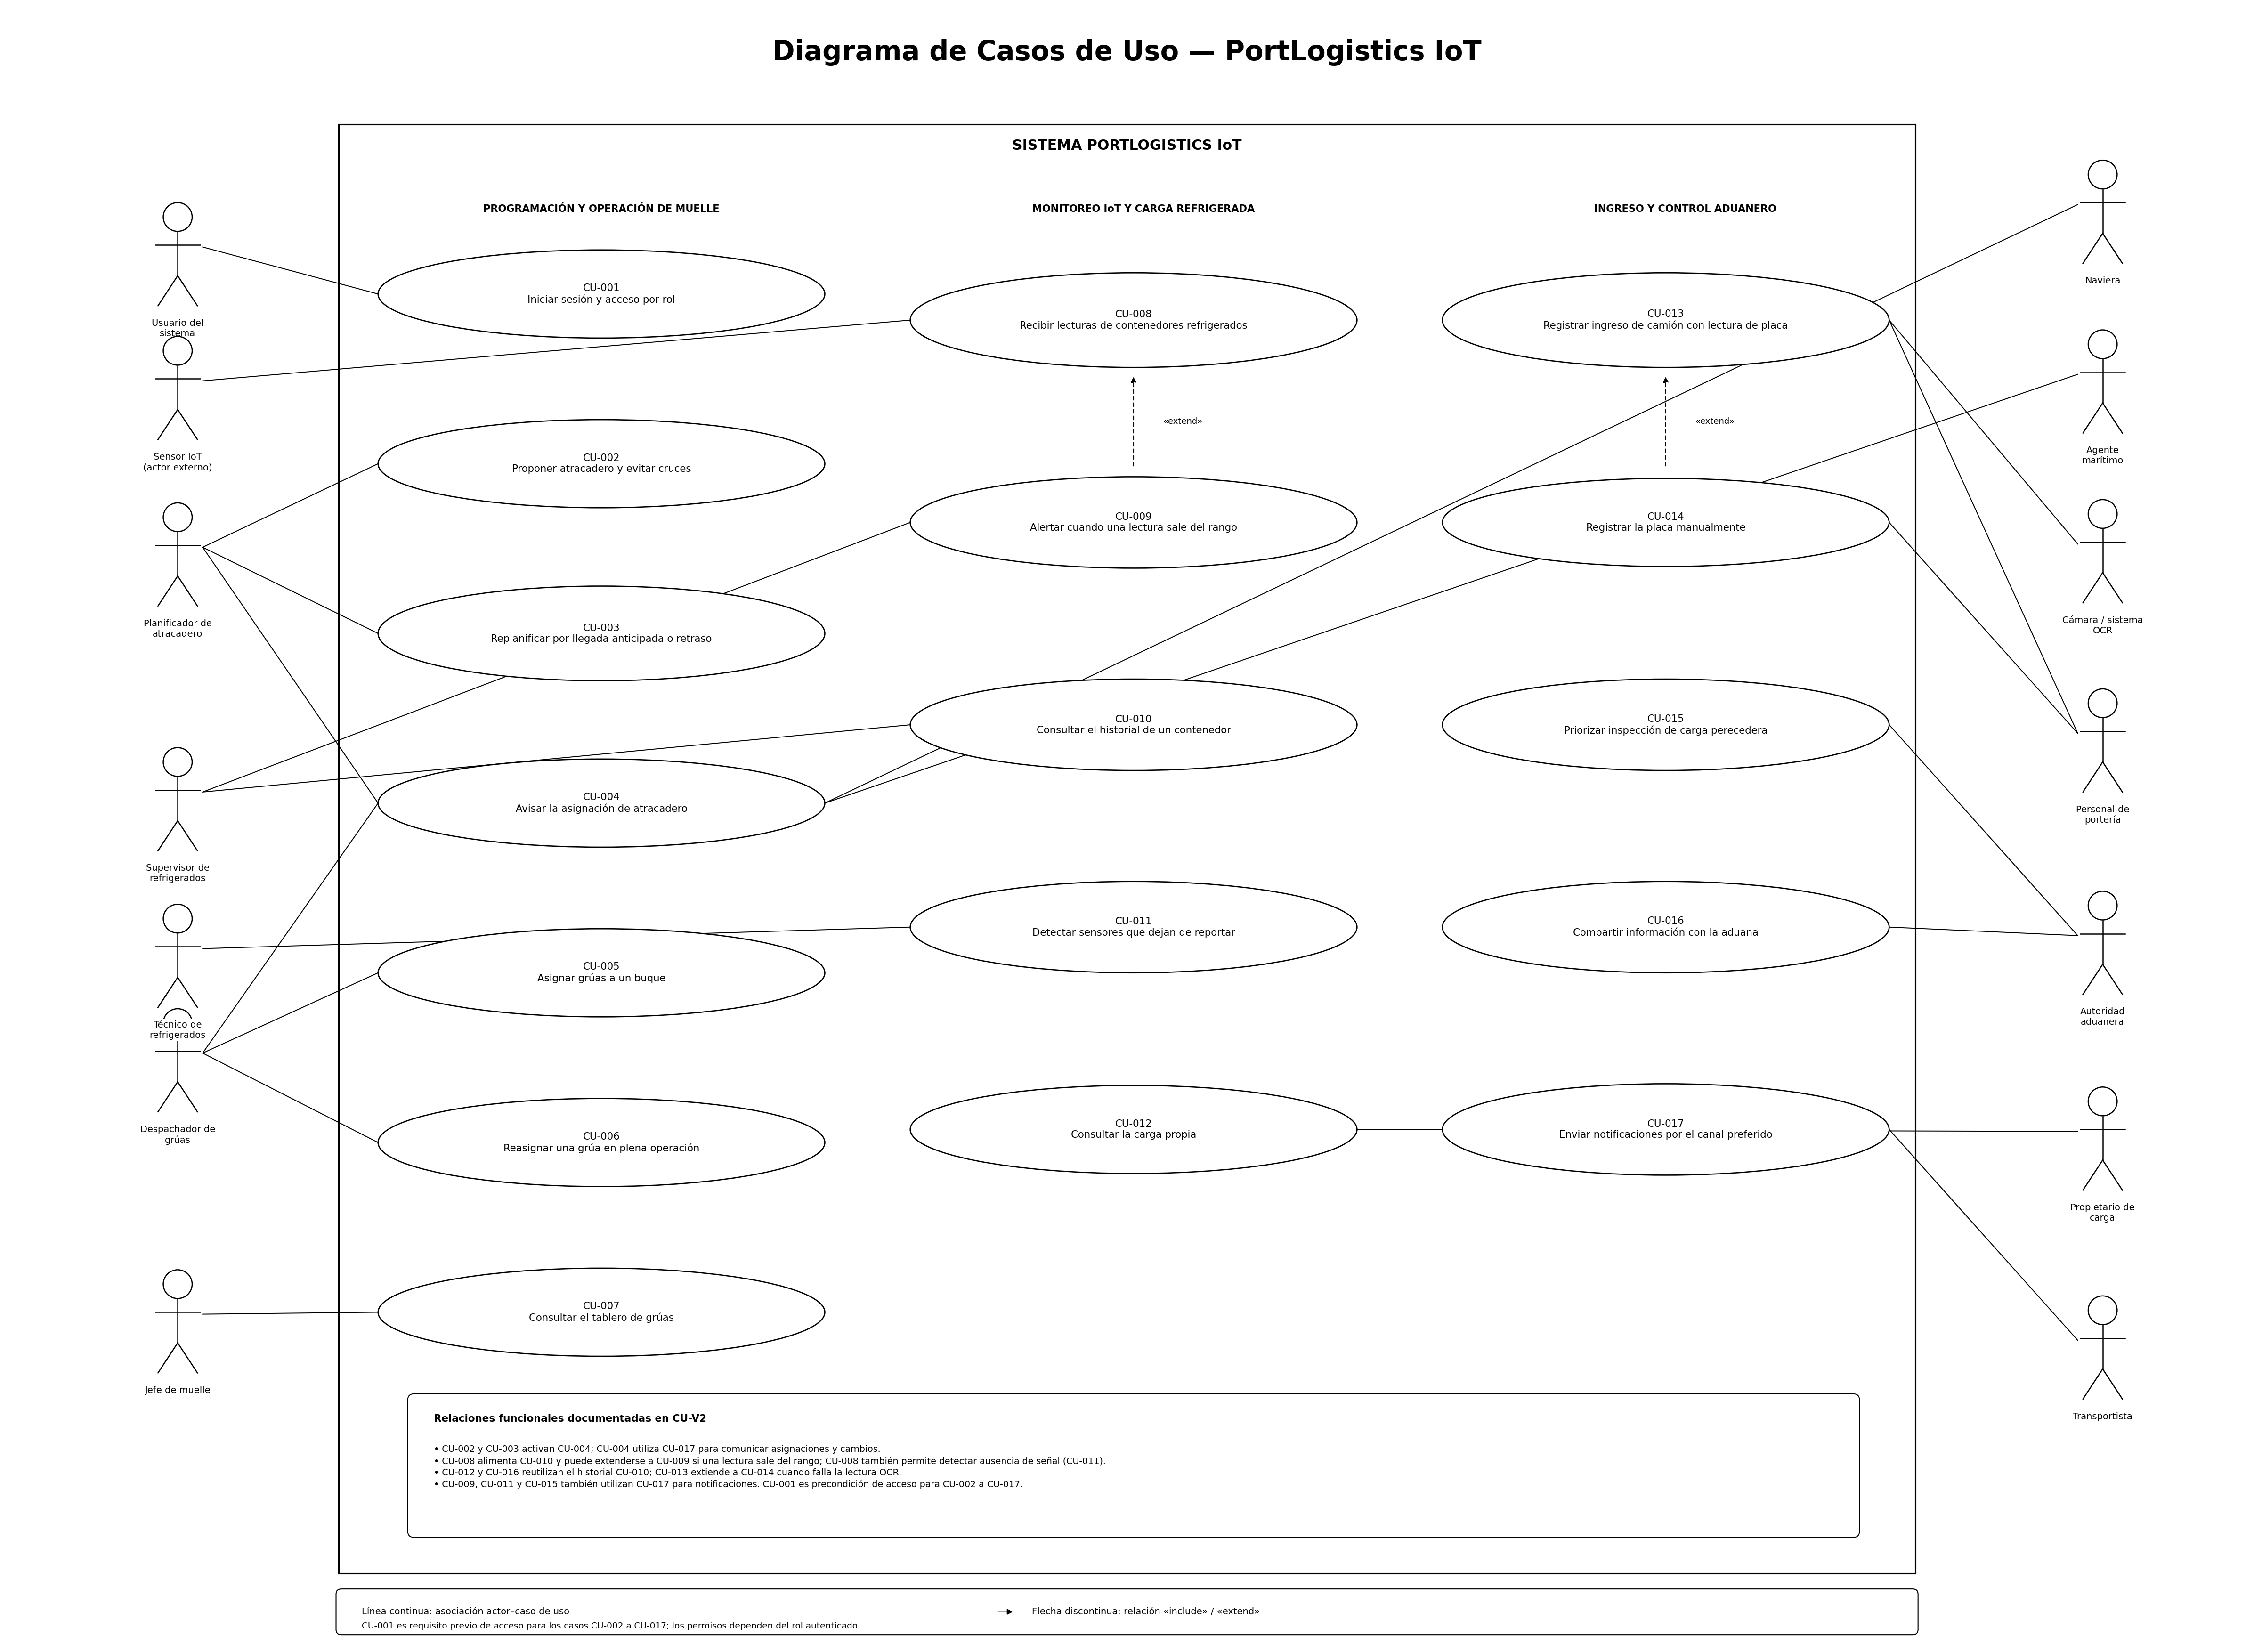 Diagrama de Casos de Uso — PortLogistics IoT
SISTEMA PORTLOGISTICS IoT
PROGRAMACIÓN Y OPERACIÓN DE MUELLE
MONITOREO IoT Y CARGA REFRIGERADA
INGRESO Y CONTROL ADUANERO
Usuario del
sistema
Sensor IoT
(actor externo)
Planificador de
atracadero
Supervisor de
refrigerados
Técnico de
refrigerados
Despachador de
grúas
Jefe de muelle
CU-001
Iniciar sesión y acceso por rol
CU-002
Proponer atracadero y evitar cruces
CU-003
Replanificar por llegada anticipada o retraso
CU-004
Avisar la asignación de atracadero
CU-005
Asignar grúas a un buque
CU-006
Reasignar una grúa en plena operación
CU-007
Consultar el tablero de grúas
CU-008
Recibir lecturas de contenedores refrigerados
«extend»
CU-009
Alertar cuando una lectura sale del rango
CU-010
Consultar el historial de un contenedor
CU-011
Detectar sensores que dejan de reportar
CU-012
Consultar la carga propia
CU-013
Registrar ingreso de camión con lectura de placa
«extend»
CU-014
Registrar la placa manualmente
CU-015
Priorizar inspección de carga perecedera
CU-016
Compartir información con la aduana
CU-017
Enviar notificaciones por el canal preferido
Naviera
Agente
marítimo
Cámara / sistema
OCR
Personal de
portería
Autoridad
aduanera
Propietario de
carga
Transportista
Relaciones funcionales documentadas en CU-V2
• CU-002 y CU-003 activan CU-004; CU-004 utiliza CU-017 para comunicar asignaciones y cambios.
• CU-008 alimenta CU-010 y puede extenderse a CU-009 si una lectura sale del rango; CU-008 también permite detectar ausencia de señal (CU-011).
• CU-012 y CU-016 reutilizan el historial CU-010; CU-013 extiende a CU-014 cuando falla la lectura OCR.
• CU-009, CU-011 y CU-015 también utilizan CU-017 para notificaciones. CU-001 es precondición de acceso para CU-002 a CU-017.
Línea continua: asociación actor–caso de uso
Flecha discontinua: relación «include» / «extend»
CU-001 es requisito previo de acceso para los casos CU-002 a CU-017; los permisos dependen del rol autenticado.